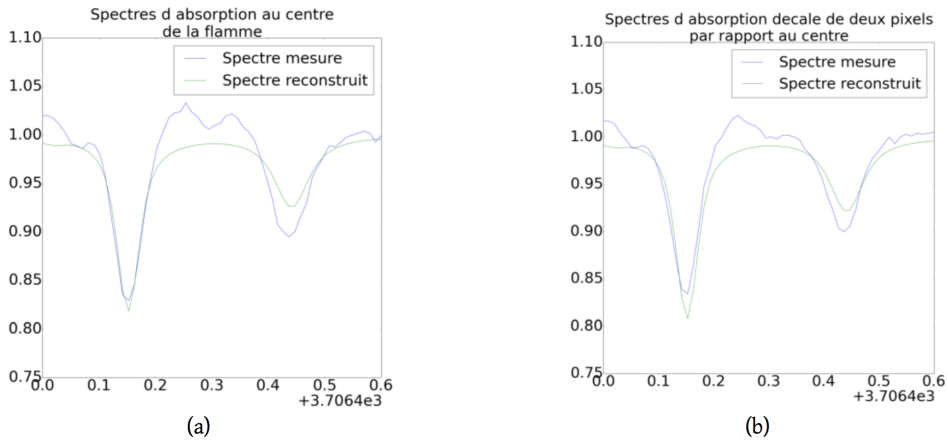 Spectres d absorption au centre
de la flamme
Spectre mesure
Spectre reconstruit
1.10
1.05
1.00
0.95
0.90
0.85
0.80
0.75
0.0 0.1 0.2 0.3 0.4 0.5 0.6
+3.7064e3
(a)
Spectres d absorption decale de deux pixels
par rapport au centre
Spectre mesure
Spectre reconstruit
1.10
1.05
1.00
0.95
0.90
0.85
0.80
0.75
0.0 0.1 0.2 0.3 0.4 0.5 0.6
+3.7064e3
(b)